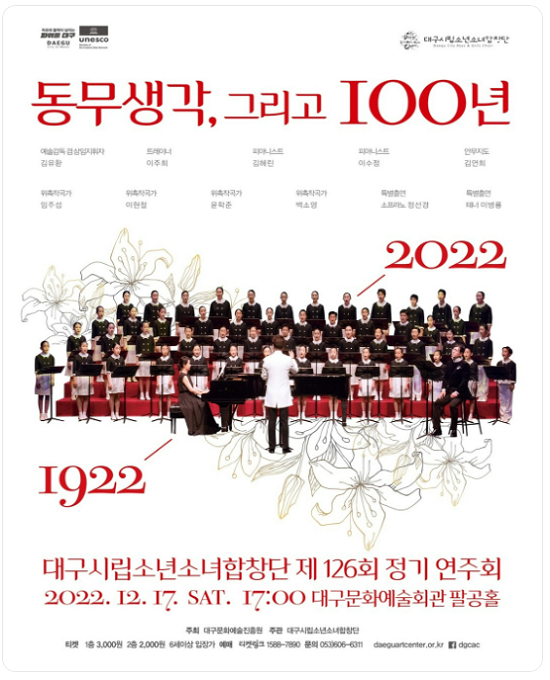 파워풀 대구
DAEGU
unesco
대구시립소년소녀합창단
Daegu City Boys & Girls Choir
동무생각, 그리고 100년
예술감독 겸 상임지휘자 트레이너 피아니스트 피아니스트 안무지도
김유환 이주희 김혜린 이수정 김연희
위촉작곡가 위촉작곡가 위촉작곡가 위촉작곡가 특별출연 특별출연
임주섭 이현철 윤학준 백소영 소프라노 정선경 테너 이병룡
2022
1922
대구시립소년소녀합창단 제 126회 정기 연주회
2022. 12. 17. SAT. 17:00 대구문화예술회관 팔공홀
주최 대구문화예술진흥원 주관 대구시립소년소녀합창단
티켓 1층 3,000원 2층 2,000원 6세이상 입장가 예매 티켓링크 1588-7890 문의 053)606-6311 daeguartcenter.or.kr dgcac